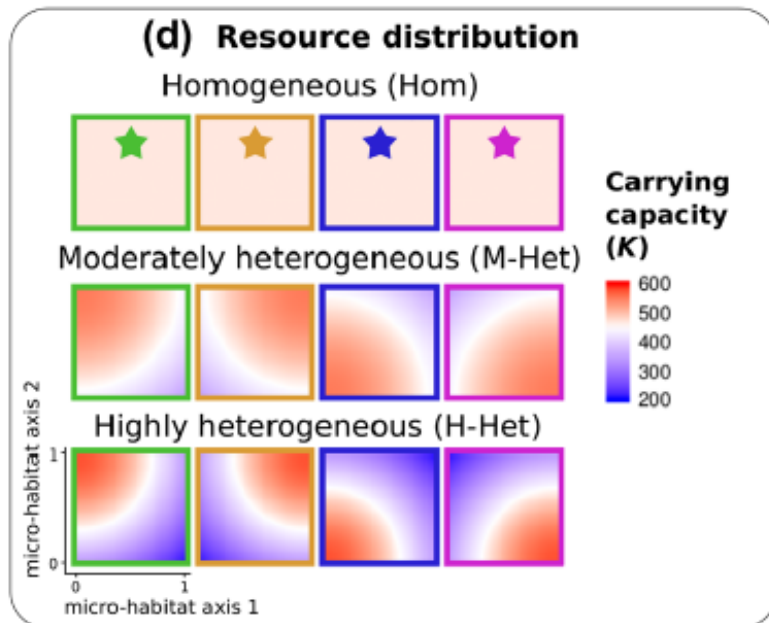 (d) Resource distribution
Homogeneous (Hom)
Moderately heterogeneous (M-Het)
Highly heterogeneous (H-Het)
Carrying
capacity
(K)
600
500
400
300
200
micro-habitat axis 2
1
0
0 1
micro-habitat axis 1